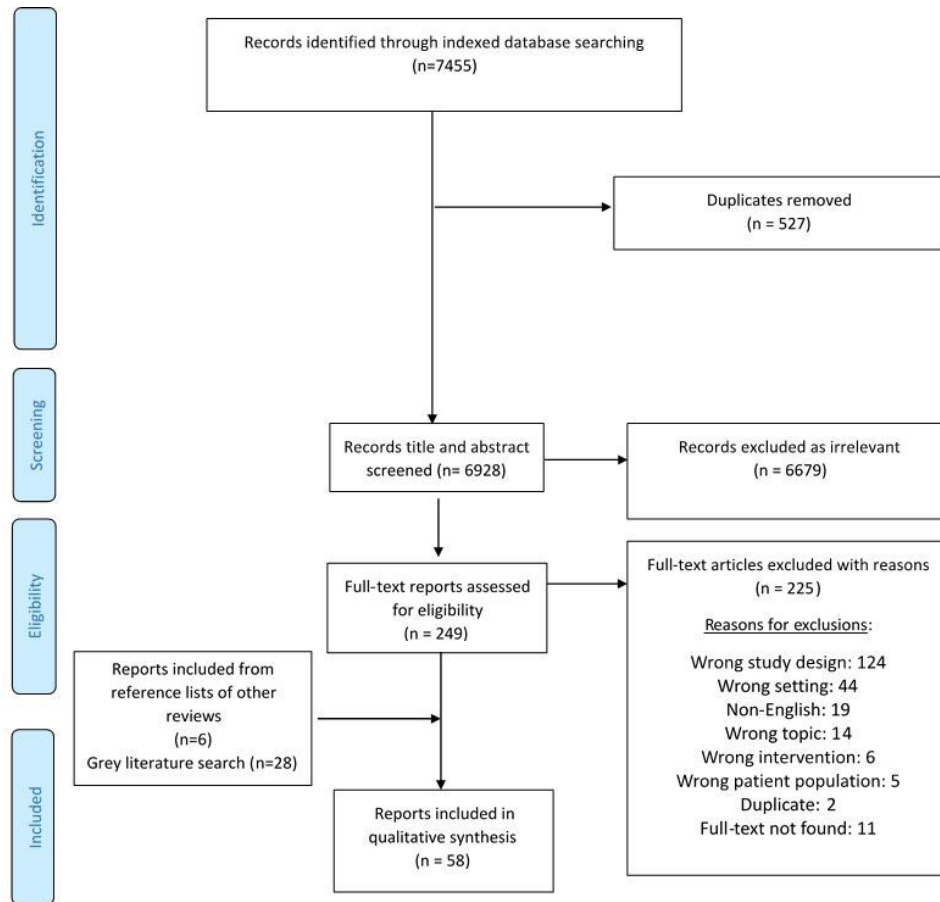 Identification
Records identified through indexed database searching
(n=7455)
Duplicates removed
(n = 527)
Screening
Records title and abstract
screened (n= 6928)
Records excluded as irrelevant
(n = 6679)
Eligibility
Full-text reports assessed
for eligibility
(n = 249)
Full-text articles excluded with reasons
(n = 225)
Reasons for exclusions:
Wrong study design: 124
Wrong setting: 44
Non-English: 19
Wrong topic: 14
Wrong intervention: 6
Wrong patient population: 5
Duplicate: 2
Full-text not found: 11
Reports included from
reference lists of other
reviews
(n=6)
Grey literature search (n=28)
Included
Reports included in
qualitative synthesis
(n = 58)